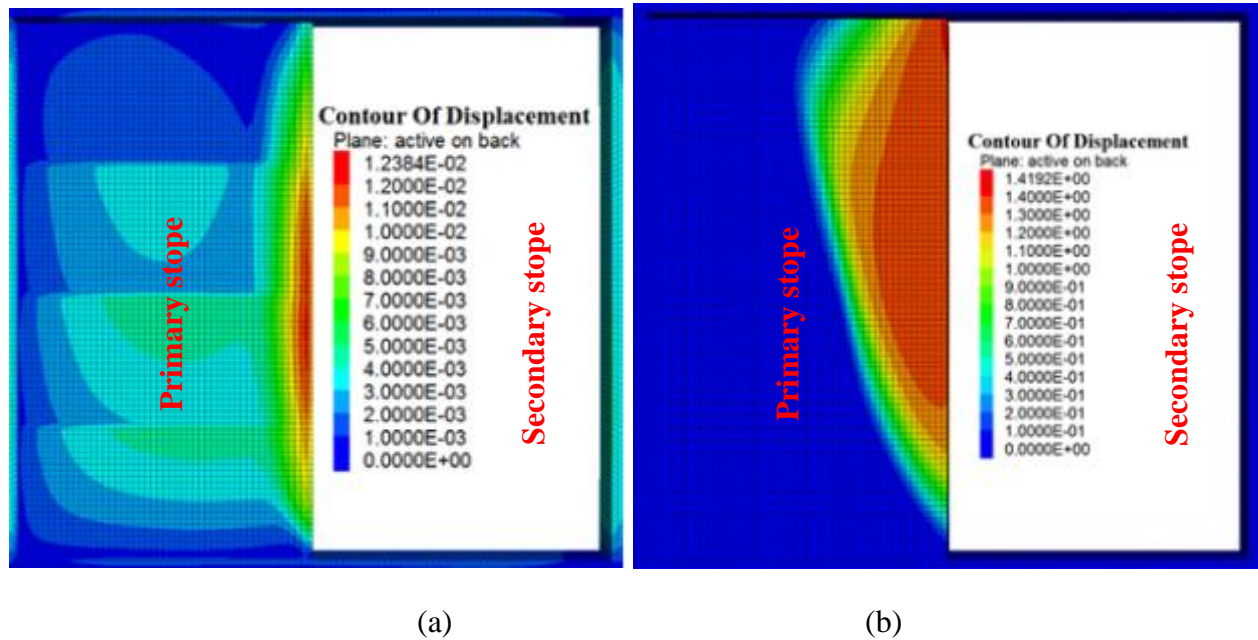 Contour Of Displacement
Plane: active on back
1.2384E-02
1.2000E-02
1.1000E-02
1.0000E-02
9.0000E-03
8.0000E-03
7.0000E-03
6.0000E-03
5.0000E-03
4.0000E-03
3.0000E-03
2.0000E-03
1.0000E-03
0.0000E+00
Primary stope
Secondary stope
Contour Of Displacement
Plane: active on back
1.4192E+00
1.4000E+00
1.3000E+00
1.2000E+00
1.1000E+00
1.0000E+00
9.0000E-01
8.0000E-01
7.0000E-01
6.0000E-01
5.0000E-01
4.0000E-01
3.0000E-01
2.0000E-01
1.0000E-01
0.0000E+00
Primary stope
Secondary stope
(a)
(b)